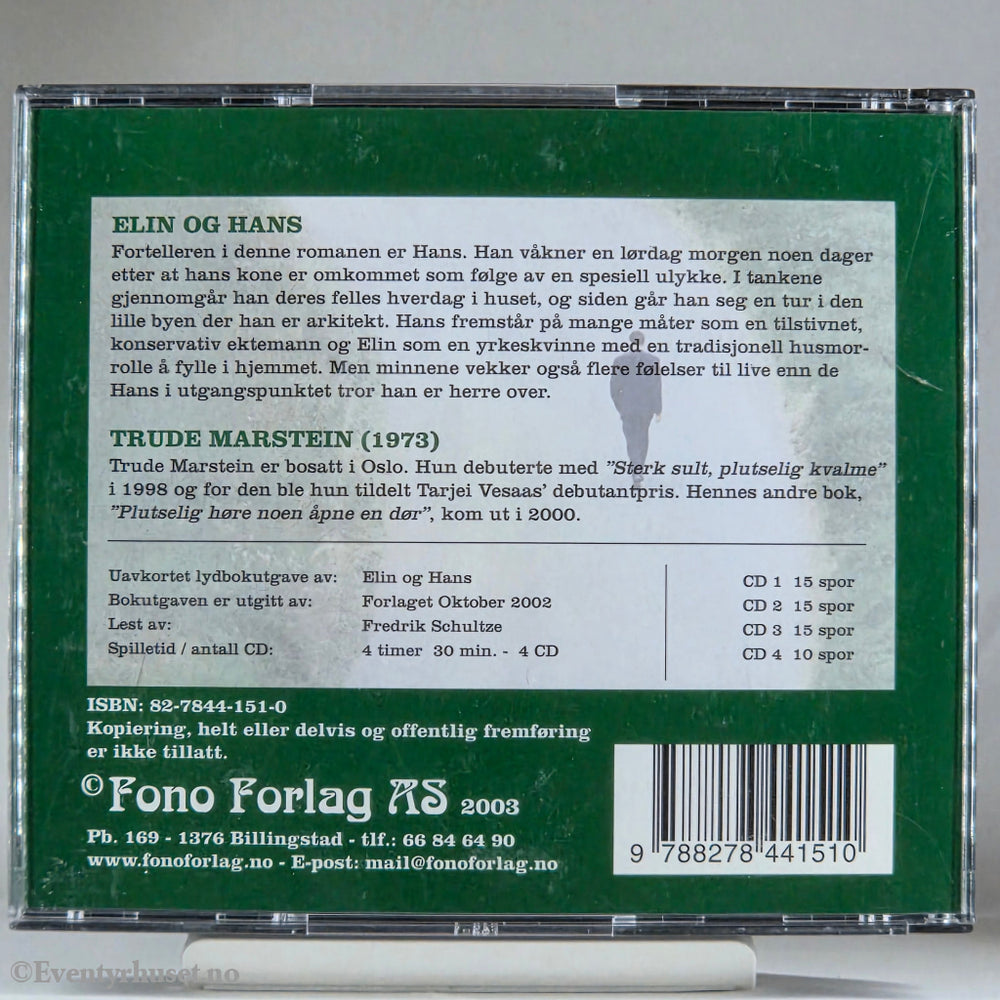 ELIN OG HANS
Fortelleren i denne romanen er Hans. Han våkner en lørdag morgen noen dager
etter at hans kone er omkommet som følge av en spesiell ulykke. I tankene
gjennomgår han deres felles hverdag i huset, og siden går han seg en tur i den
lille byen der han er arkitekt. Hans fremstår på mange måter som en tilstivnet,
konservativ ektemann og Elin som en yrkeskvinne med en tradisjonell husmor-
rolle å fylle i hjemmet. Men minnene vekker også flere følelser til live enn de
Hans i utgangspunktet tror han er herre over.
TRUDE MARSTEIN (1973)
Trude Marstein er bosatt i Oslo. Hun debuterte med ”Sterk sult, plutselig kvalme”
i 1998 og for den ble hun tildelt Tarjei Vesaas’ debutantpris. Hennes andre bok,
”Plutselig høre noen åpne en dør”, kom ut i 2000.
Uavkortet lydbokutgave av: Elin og Hans
Bokutgaven er utgitt av: Forlaget Oktober 2002
Lest av: Fredrik Schultze
Spilletid / antall CD: 4 timer 30 min. - 4 CD
CD 1 15 spor
CD 2 15 spor
CD 3 15 spor
CD 4 10 spor
ISBN: 82-7844-151-0
Kopiering, helt eller delvis og offentlig fremføring
er ikke tillatt.
©Fono Forlag AS 2003
Pb. 169 - 1376 Billingstad - tlf.: 66 84 64 90
www.fonoforlag.no - E-post: mail@fonoforlag.no
9 788278 441510
©Eventyrhuset.no